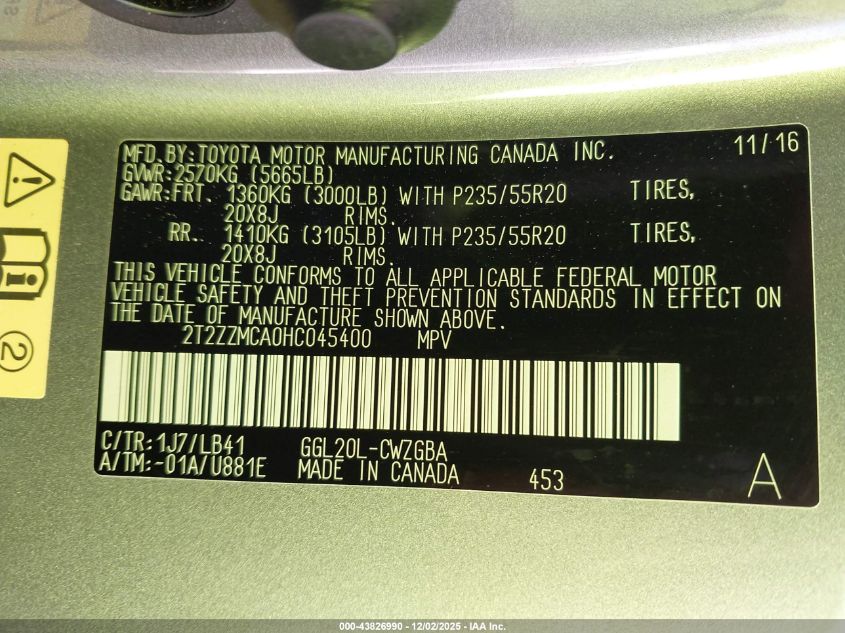 MFD.BY:TOYOTA MOTOR MANUFACTURING CANADA INC. 11/16
GVWR:2570KG (5665LB)
GAWR:FRT. 1360KG (3000LB) WITH P235/55R20 TIRES,
20X8J RIMS.
RR. 1410KG (3105LB) WITH P235/55R20 TIRES,
20X8J RIMS.
THIS VEHICLE CONFORMS TO ALL APPLICABLE FEDERAL MOTOR
VEHICLE SAFETY AND THEFT PREVENTION STANDARDS IN EFFECT ON
THE DATE OF MANUFACTURE SHOWN ABOVE.
2T2ZZMCA0HC045400 MPV
C/TR:1J7/LB41 GGL20L-CWZGBA
A/TM:-01A/U881E MADE IN CANADA 453 A
2
000-43826990 - 12/02/2025 - IAA Inc.